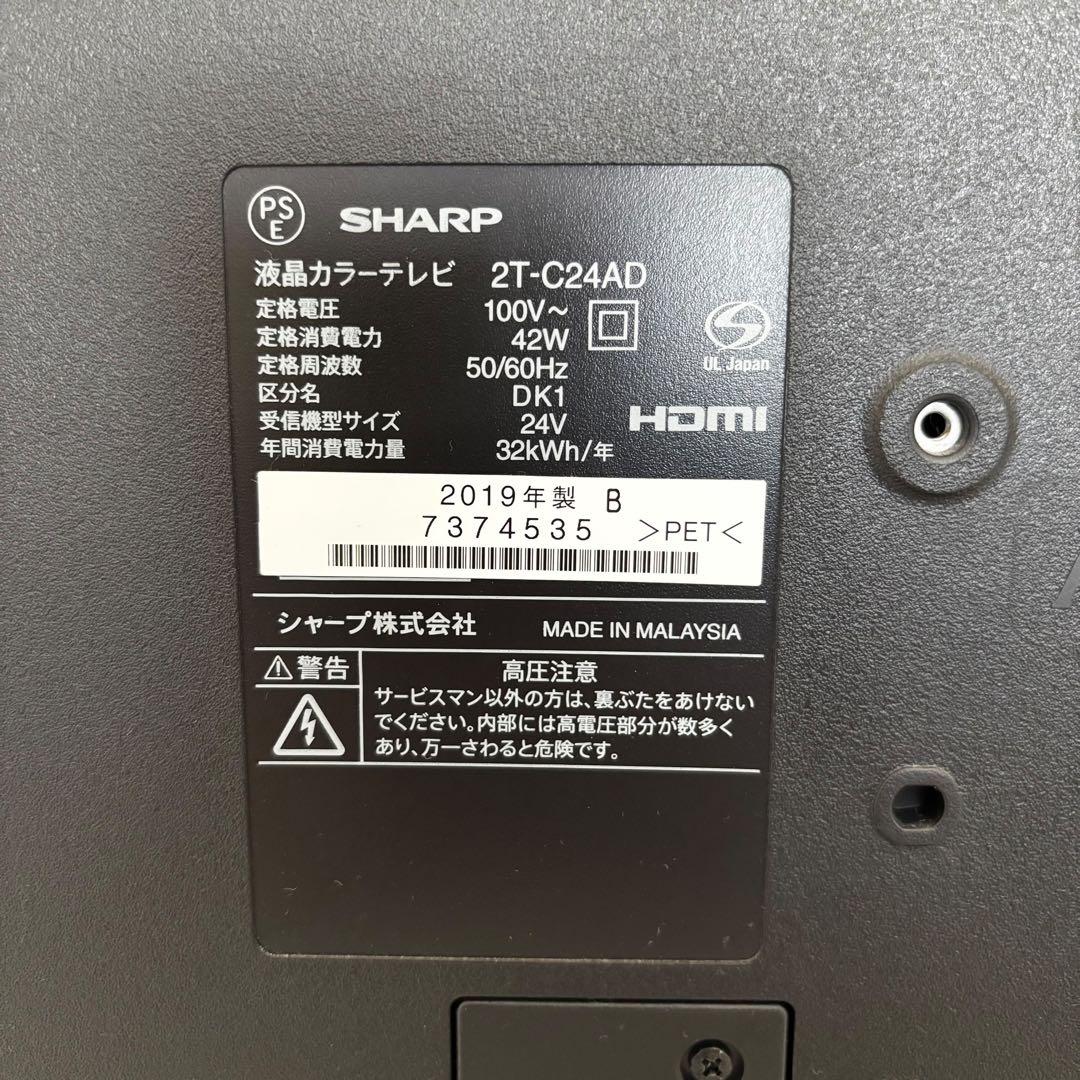 PS
E
SHARP
液晶カラーテレビ 2T-C24AD
定格電圧 100V~
定格消費電力 42W
定格周波数 50/60Hz
区分名 DK1
受信機型サイズ 24V
年間消費電力量 32kWh/年
S
UL Japan
HDMI
2019年製 B
7374535 >PET<
シャープ株式会社 MADE IN MALAYSIA
警告
高圧注意
サービスマン以外の方は、裏ぶたをあけない
でください。内部には高電圧部分が数多く
あり、万一さわると危険です。